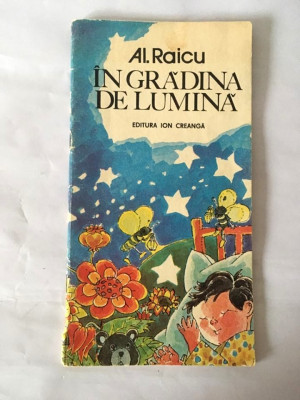 Al. Raicu
ÎN GRĂDINA
DE LUMINĂ
EDITURA ION CREANGĂ